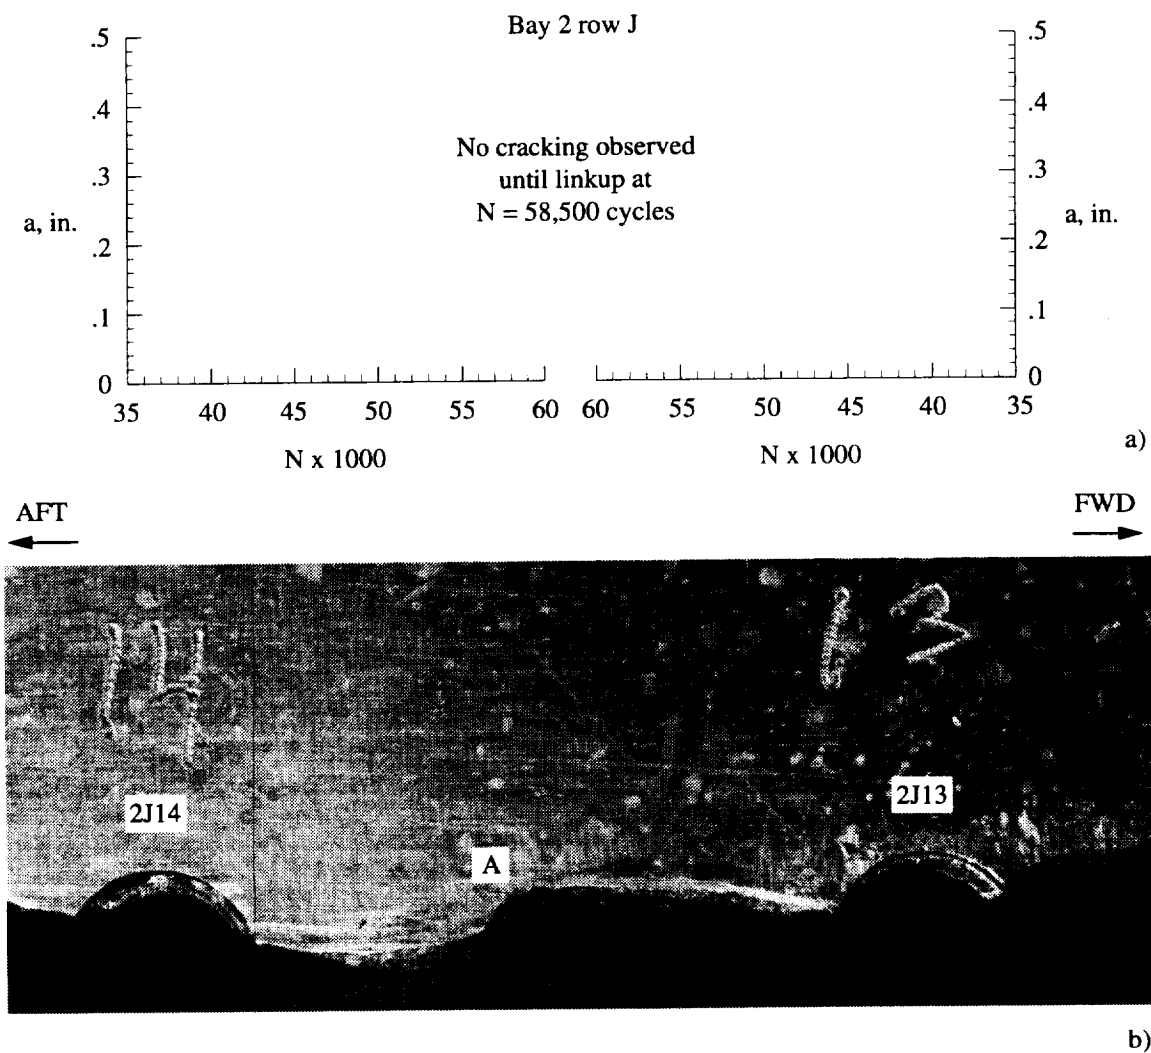 Bay 2 row J
.5
.4
.3
.2
.1
0
a, in.
No cracking observed
until linkup at
N = 58,500 cycles
.5
.4
.3
.2
.1
0
a, in.
35 40 45 50 55 60 60 55 50 45 40 35
N x 1000 N x 1000
a)
AFT FWD
14 13
2J14 2J13
A
b)